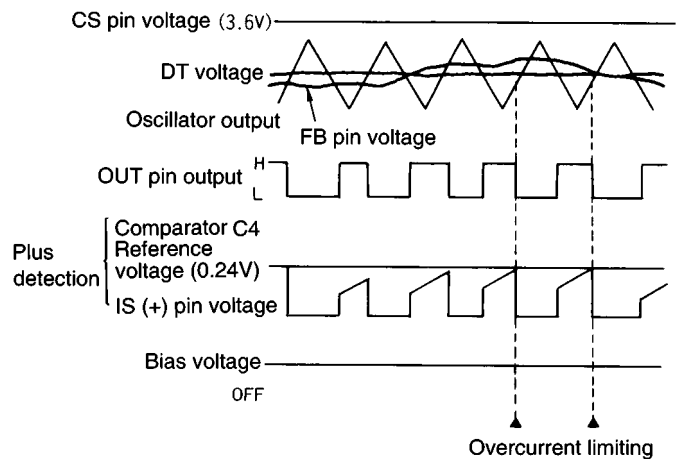 CS pin voltage (3.6V)
DT voltage
Oscillator output
FB pin voltage
OUT pin output
H
L
Plus
detection
Comparator C4
Reference
voltage (0.24V)
IS (+) pin voltage
Bias voltage
OFF
Overcurrent limiting